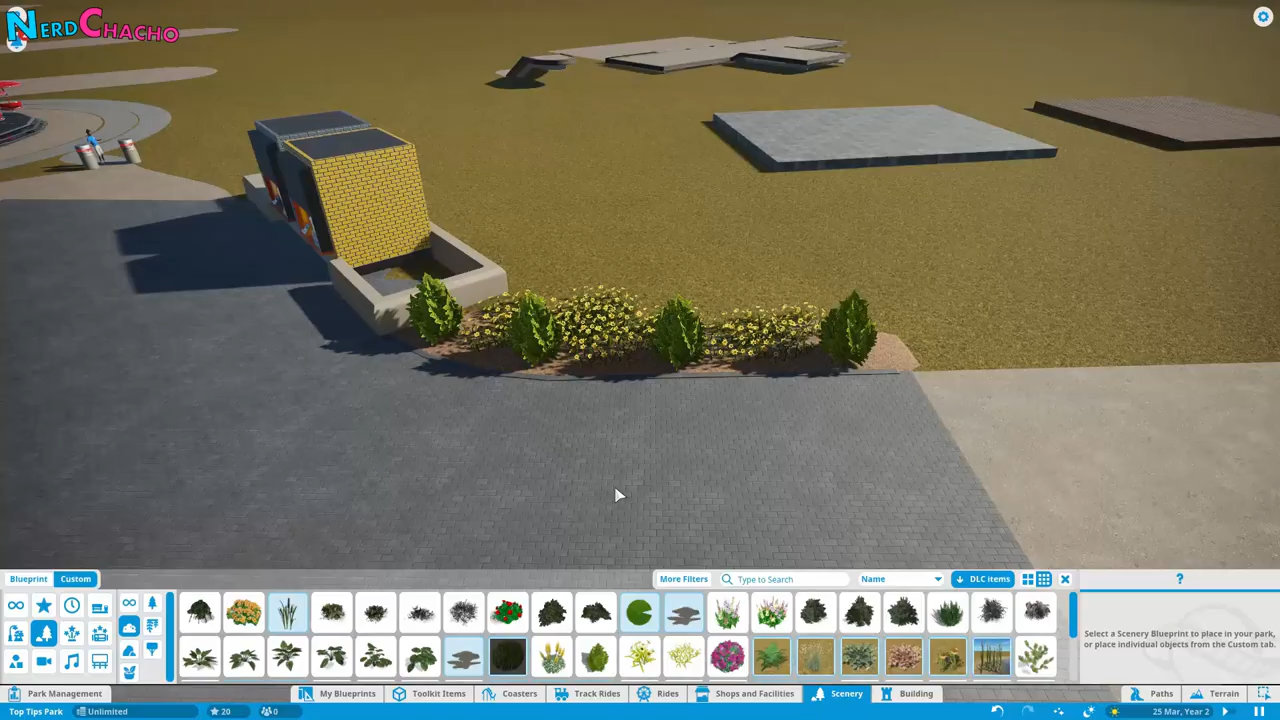 NerdChacho
Blueprint Custom
More Filters Type to Search Name DLC items
?
Select a Scenery Blueprint to place in your park,
or place individual objects from the Custom tab.
Park Management My Blueprints Toolkit Items Coasters Track Rides Rides Shops and Facilities Scenery Building Paths Terrain
Top Tips Park Unlimited 20 0 25 Mar, Year 2